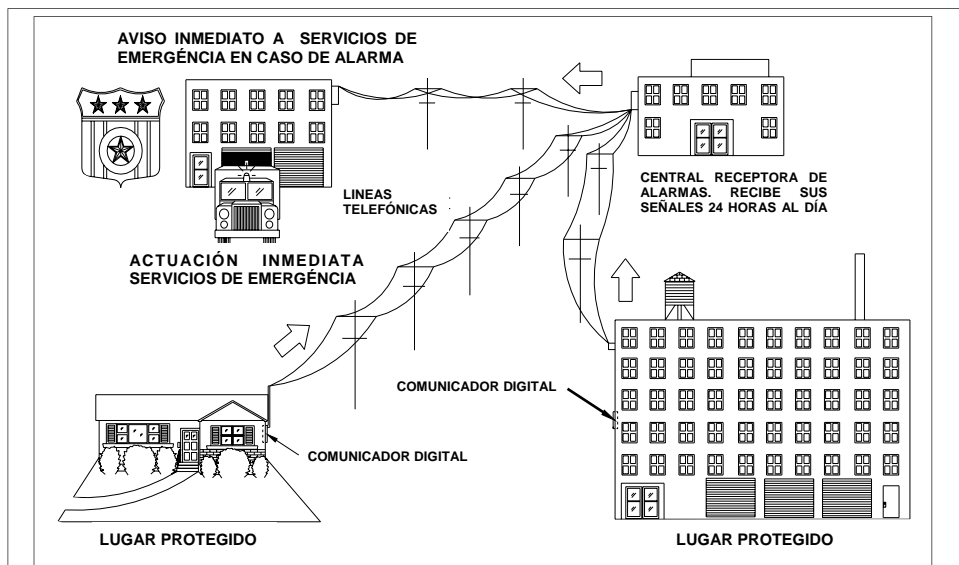 AVISO INMEDIATO A SERVICIOS DE
EMERGÉNCIA EN CASO DE ALARMA
LINEAS
TELEFÓNICAS
CENTRAL RECEPTORA DE
ALARMAS. RECIBE SUS
SEÑALES 24 HORAS AL DÍA
ACTUACIÓN INMEDIATA
SERVICIOS DE EMERGÉNCIA
COMUNICADOR DIGITAL
COMUNICADOR DIGITAL
LUGAR PROTEGIDO
LUGAR PROTEGIDO